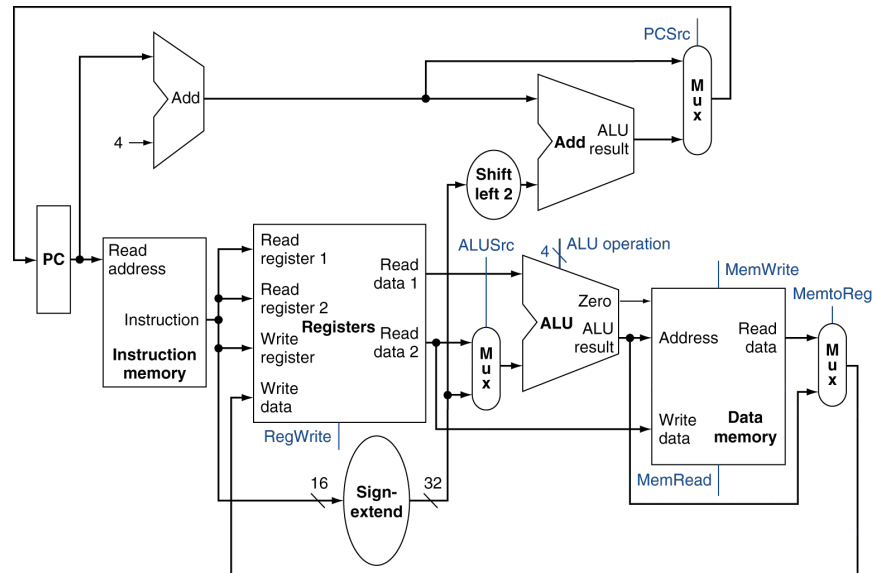 PCSrc
Add
4
M
u
x
Add
ALU
result
Shift
left 2
PC
Read
address
Instruction
Instruction
memory
Read
register 1
Read
register 2
Write
register
Write
data
Registers
Read
data 1
Read
data 2
RegWrite
16
Sign-
extend
32
ALUSrc
M
u
x
4
ALU operation
Zero
ALU
ALU
result
MemWrite
Address
Read
data
Write
data
Data
memory
MemRead
MemtoReg
M
u
x